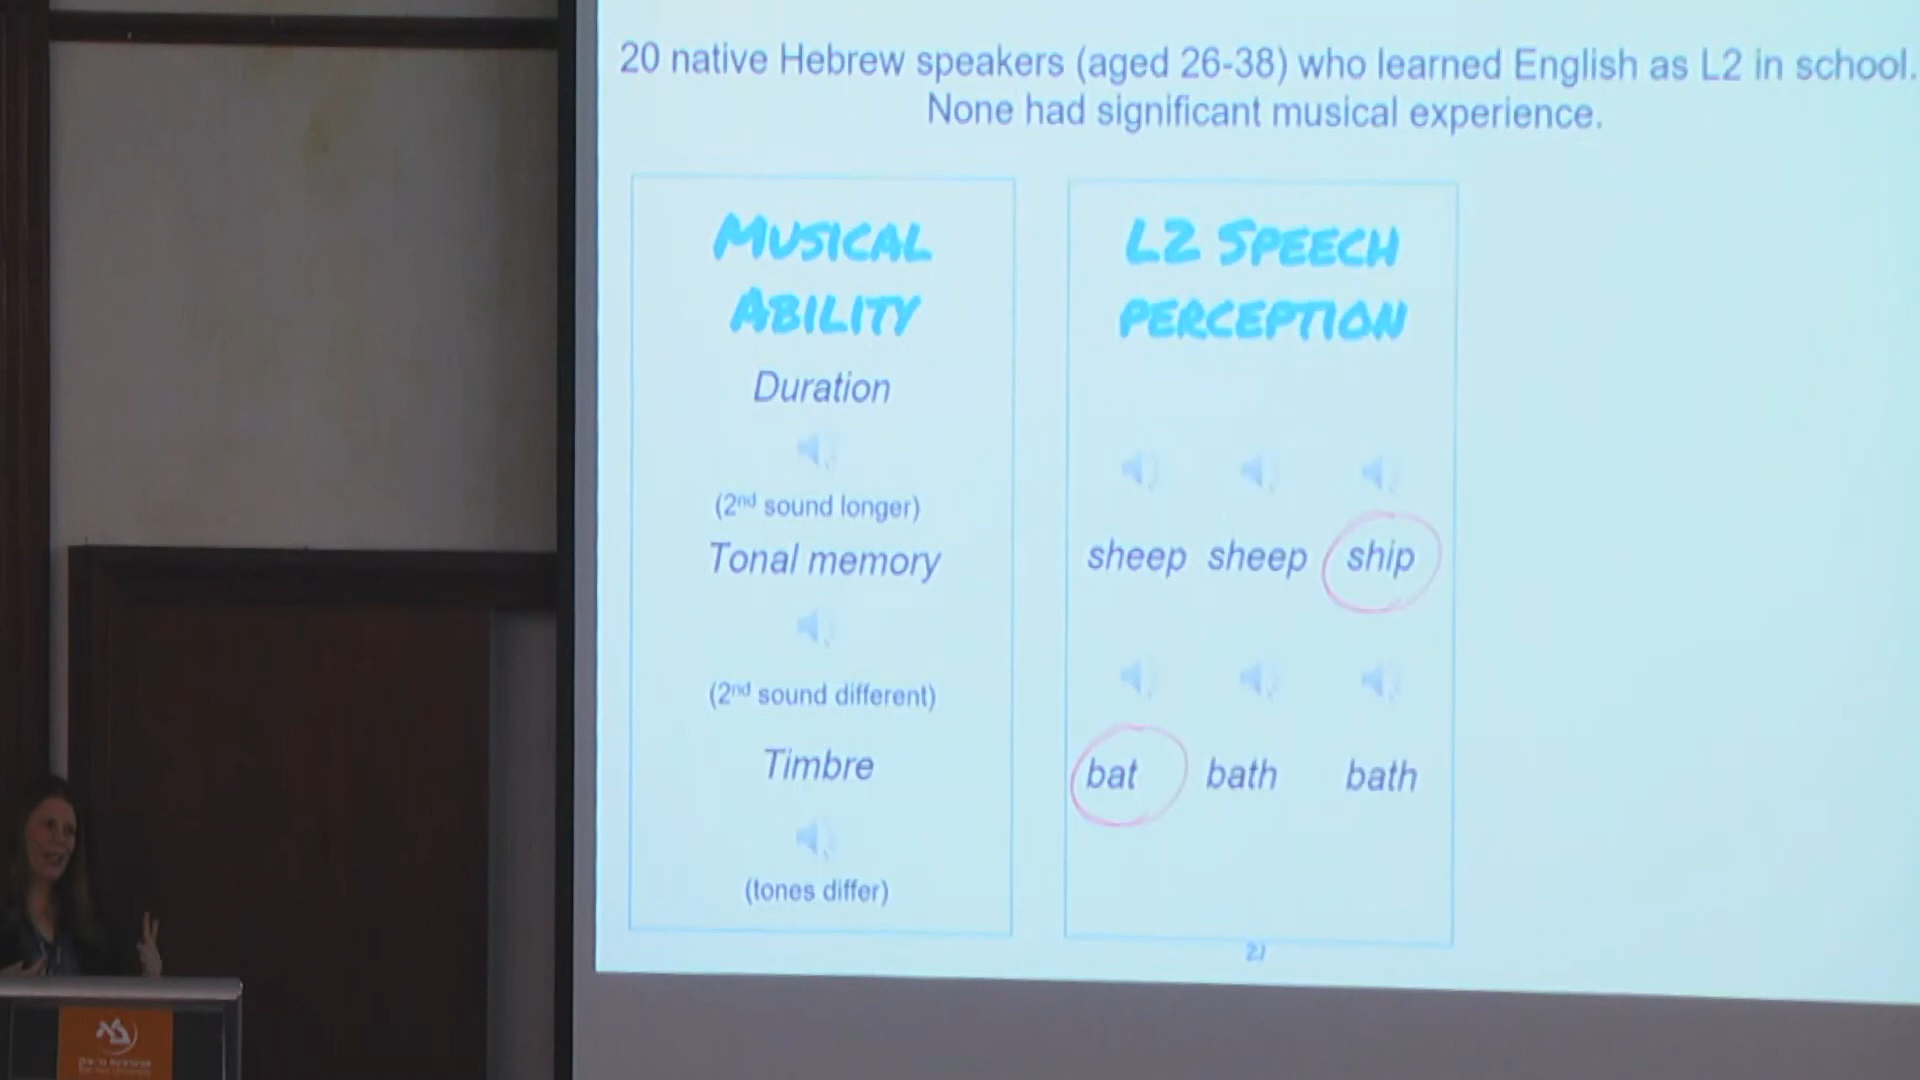 20 native Hebrew speakers (aged 26-38) who learned English as L2 in school.
None had significant musical experience.
MUSICAL
ABILITY
Duration
(2nd sound longer)
Tonal memory
(2nd sound different)
Timbre
(tones differ)
L2 SPEECH
PERCEPTION
sheep sheep ship
bat bath bath